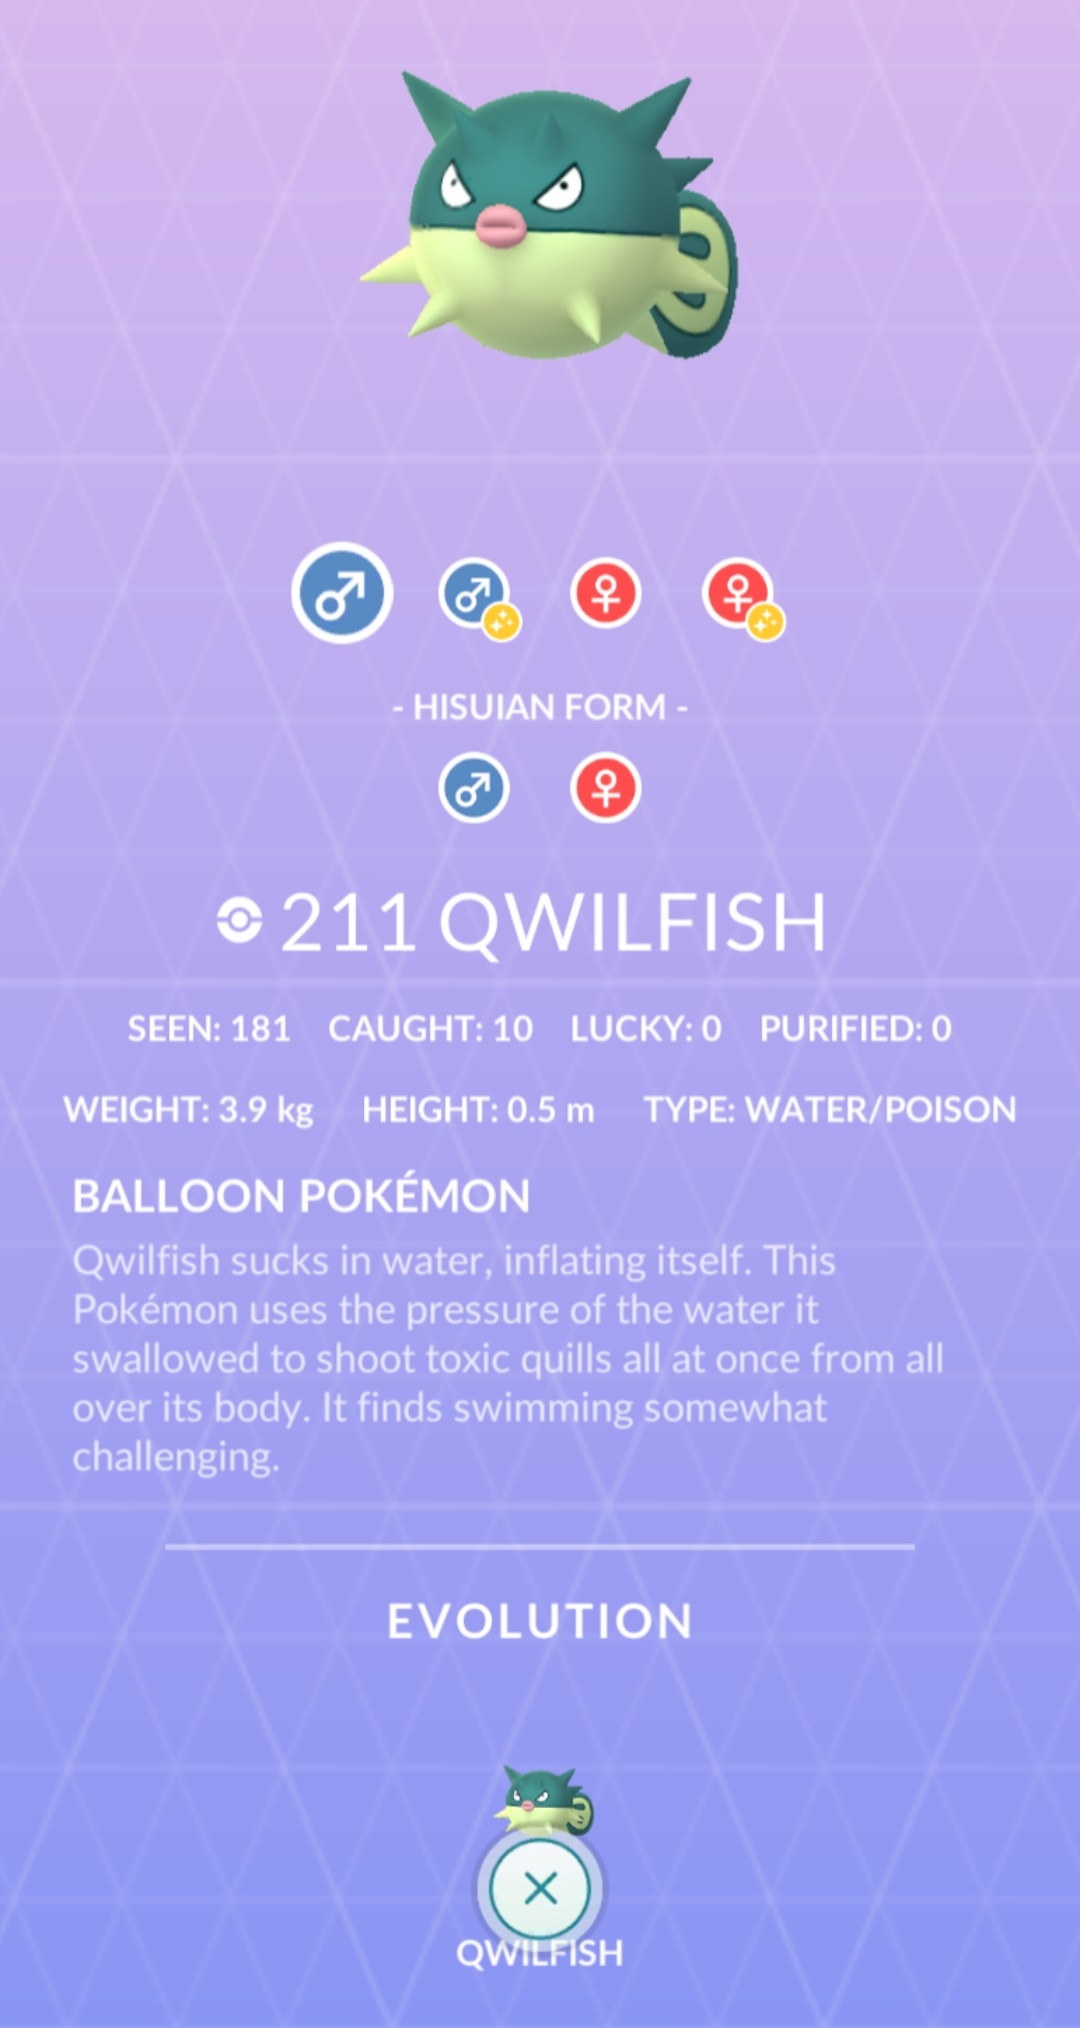 - HISUIAN FORM -
211 QWILFISH
SEEN: 181 CAUGHT: 10 LUCKY: 0 PURIFIED: 0
WEIGHT: 3.9 kg HEIGHT: 0.5 m TYPE: WATER/POISON
BALLOON POKÉMON
Qwilfish sucks in water, inflating itself. This
Pokémon uses the pressure of the water it
swallowed to shoot toxic quills all at once from all
over its body. It finds swimming somewhat
challenging.
EVOLUTION
QWILFISH